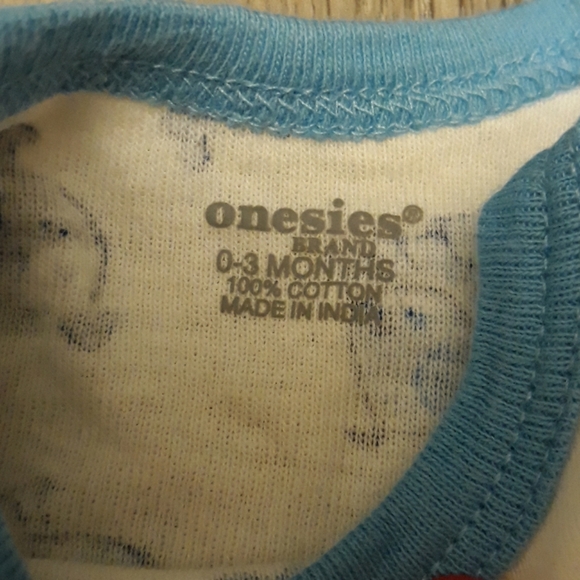 onesies®
BRAND
0-3 MONTHS
100% COTTON
MADE IN INDIA